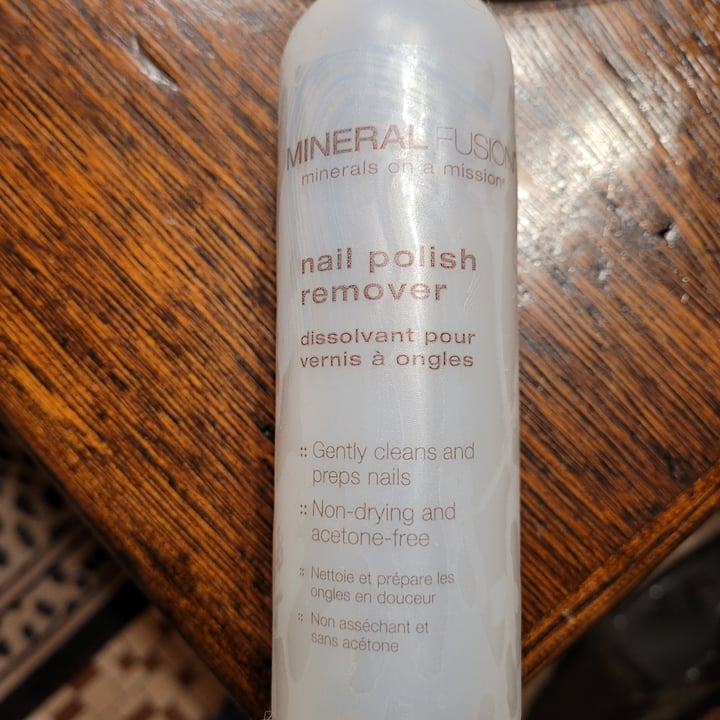 MINERAL FUSION
minerals on a mission®
nail polish
remover
dissolvant pour
vernis à ongles
:: Gently cleans and
preps nails
:: Non-drying and
acetone-free
:: Nettoie et prépare les
ongles en douceur
:: Non asséchant et
sans acétone